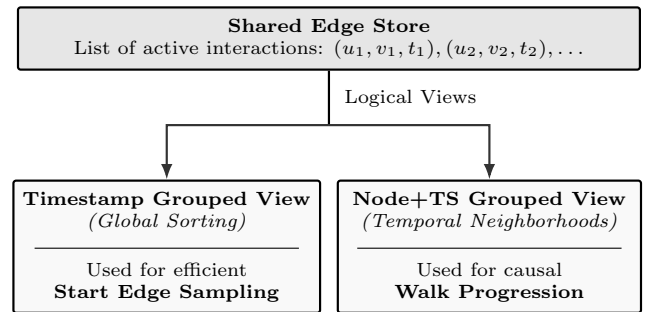 Shared Edge Store
List of active interactions: (u₁, v₁, t₁), (u₂, v₂, t₂), . . .
Logical Views
Timestamp Grouped View
(Global Sorting)
Used for efficient
Start Edge Sampling
Node+TS Grouped View
(Temporal Neighborhoods)
Used for causal
Walk Progression